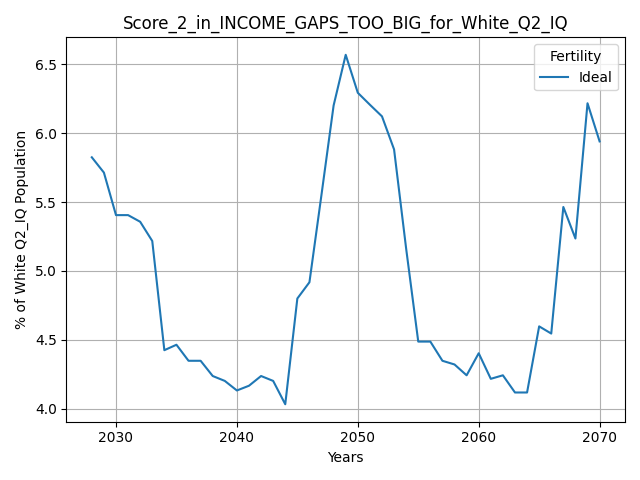 Score_2_in_INCOME_GAPS_TOO_BIG_for_White_Q2_IQ
Fertility
Ideal
% of White Q2_IQ Population
6.5
6.0
5.5
5.0
4.5
4.0
2030 2040 2050 2060 2070
Years